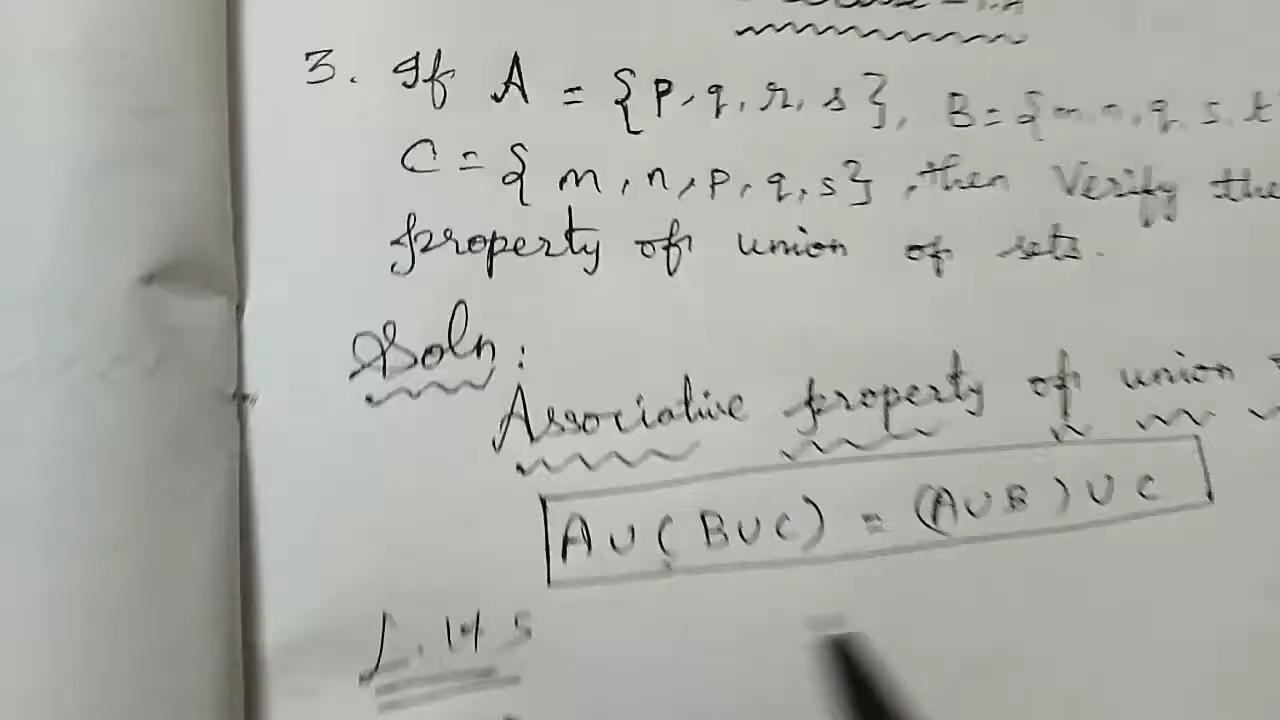 3. If A = {p, q, r, s}, B = {m, n, q, s, t
C = {m, n, p, q, s}, then Verify the
property of union of sets.
Soln:
Associative property of union
A∪(B∪C) = (A∪B)∪C
L.H.S